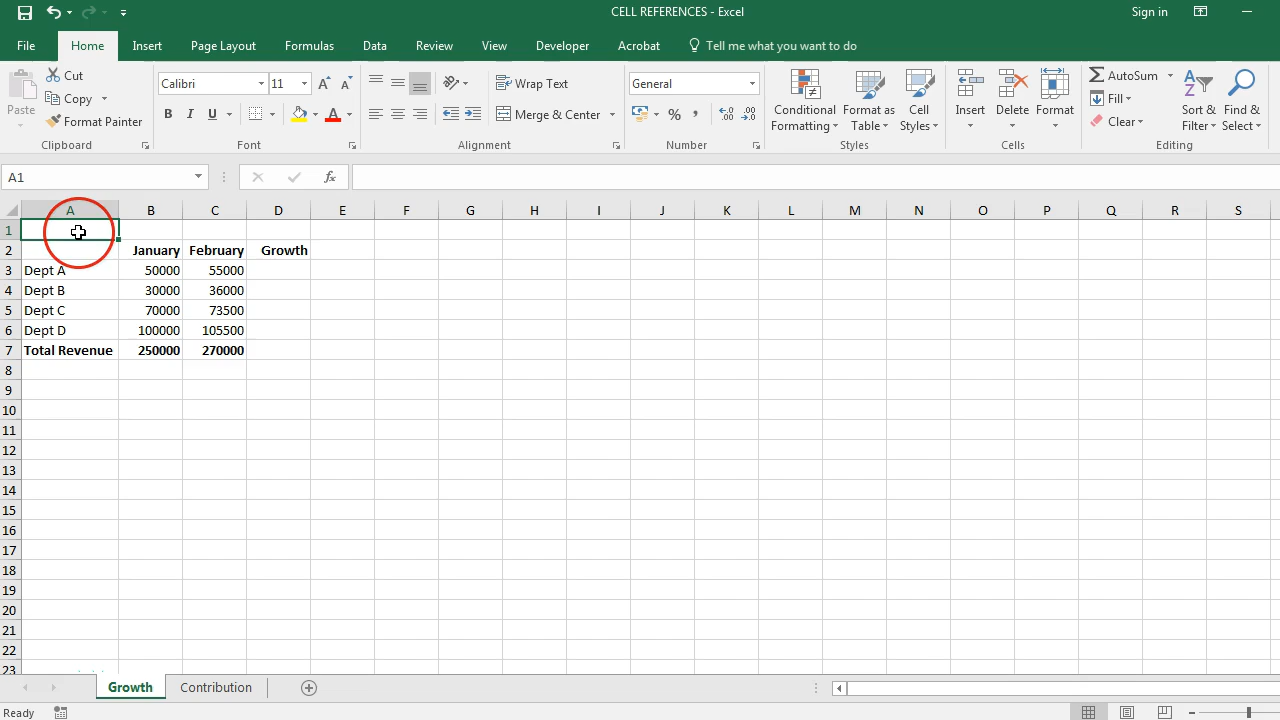 CELL REFERENCES - Excel
Sign in
File Home Insert Page Layout Formulas Data Review View Developer Acrobat Tell me what you want to do
Paste
Cut
Copy
Format Painter
Clipboard
Calibri 11
B I U A
Font
Wrap Text
Merge & Center
Alignment
General
% ,
Number
Conditional Formatting
Format as Table
Cell Styles
Styles
Insert Delete Format
Cells
AutoSum
Fill
Clear
Sort & Filter
Find & Select
Editing
A1 fx
A B C D E F G H I J K L M N O P Q R S
1
2 January February Growth
3 Dept A 50000 55000
4 Dept B 30000 36000
5 Dept C 70000 73500
6 Dept D 100000 105500
7 Total Revenue 250000 270000
8
9
10
11
12
13
14
15
16
17
18
19
20
21
22
23
Growth Contribution
Ready